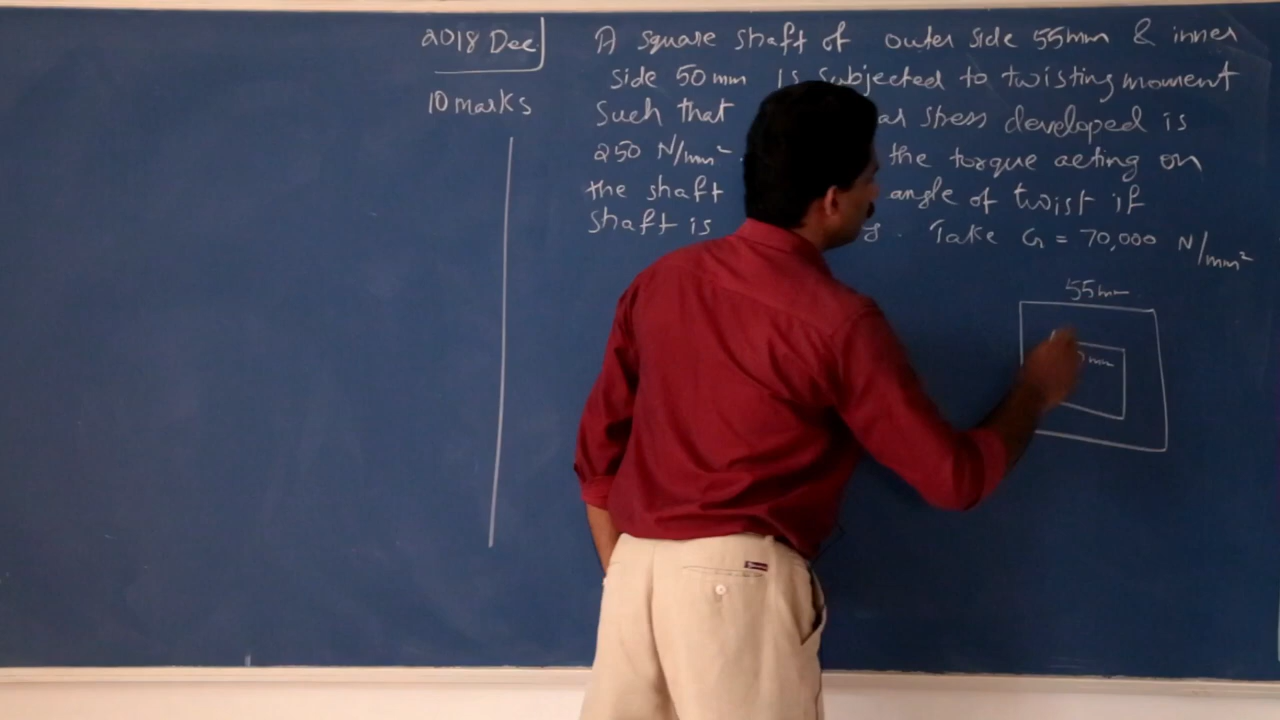 2018 Dec
10 marks
A square shaft of outer side 55mm & inner
side 50 mm is subjected to twisting moment
Such that ar stress developed is
250 N/mm². the torque acting on
the shaft angle of twist if
shaft is g. Take G = 70,000 N/mm²
55mm
mm